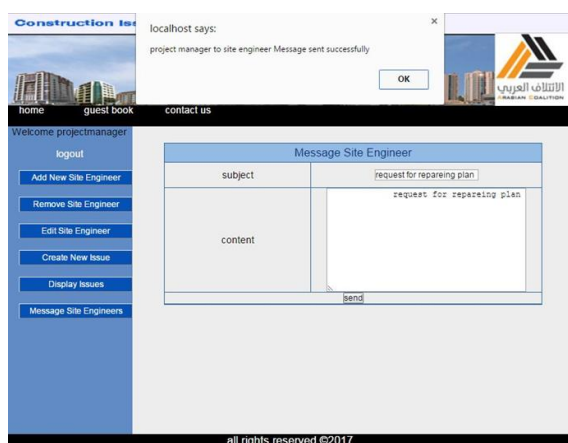 Construction Iss
localhost says:
project manager to site engineer Message sent successfully
OK
الائتلاف العربي
ARABIAN COALITION
home guest book contact us
Welcome projectmanager
logout
Add New Site Engineer
Remove Site Engineer
Edit Site Engineer
Create New Issue
Display Issues
Message Site Engineers
Message Site Engineer
subject
request for repareing plan
content
request for repareing plan
send
all rights reserved ©2017